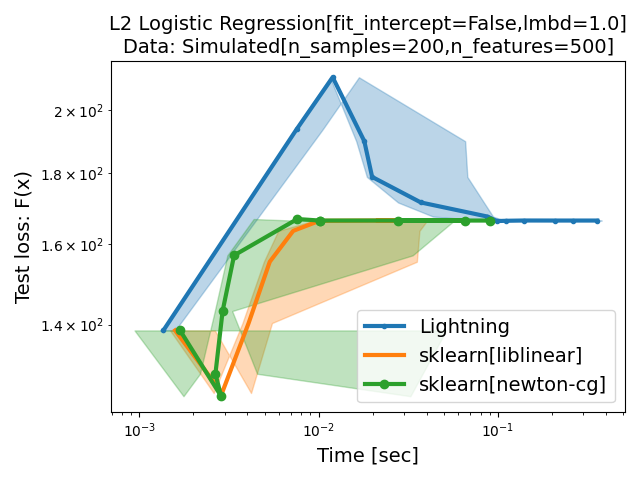 L2 Logistic Regression[fit_intercept=False,lmbd=1.0]
Data: Simulated[n_samples=200,n_features=500]
Test loss: F(x)
2 × 10²
1.8 × 10²
1.6 × 10²
1.4 × 10²
Lightning
sklearn[liblinear]
sklearn[newton-cg]
10⁻³ 10⁻² 10⁻¹
Time [sec]